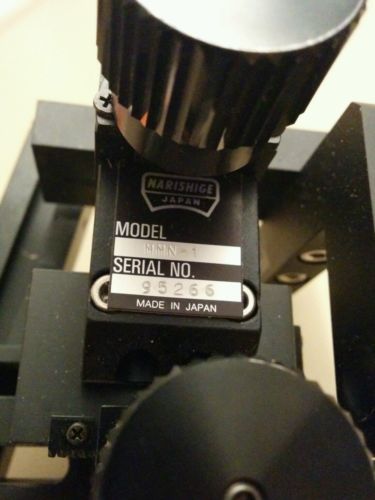 NARISHIGE
JAPAN
MODEL
MMN-1
SERIAL NO.
95266
MADE IN JAPAN